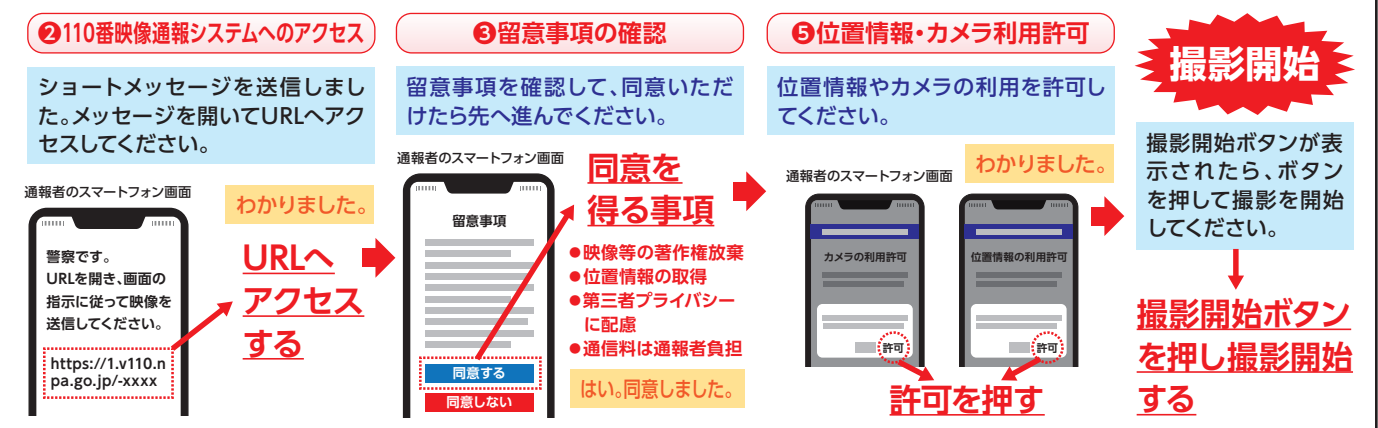 ❷110番映像通報システムへのアクセス
ショートメッセージを送信しまし
た。メッセージを開いてURLへアク
セスしてください。
通報者のスマートフォン画面
わかりました。
警察です。
URLを開き、画面の
指示に従って映像を
送信してください。
https://1.v110.n
pa.go.jp/-xxxx
URLへ
アクセス
する
❸留意事項の確認
留意事項を確認して、同意いただ
けたら先へ進んでください。
通報者のスマートフォン画面
留意事項
同意する
同意しない
同意を
得る事項
●映像等の著作権放棄
●位置情報の取得
●第三者プライバシー
に配慮
●通信料は通報者負担
はい。同意しました。
❺位置情報・カメラ利用許可
位置情報やカメラの利用を許可し
てください。
通報者のスマートフォン画面
わかりました。
カメラの利用許可
許可
位置情報の利用許可
許可
許可を押す
撮影開始
撮影開始ボタンが表
示されたら、ボタン
を押して撮影を開始
してください。
撮影開始ボタン
を押し撮影開始
する